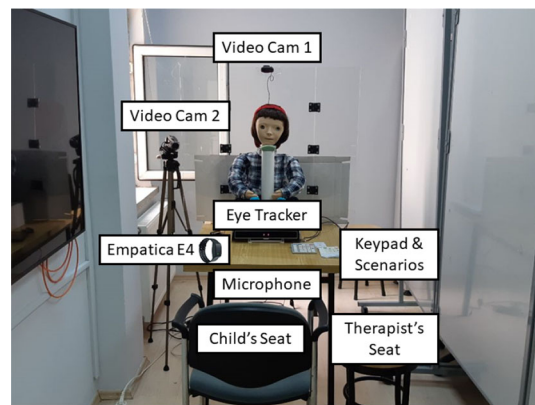 Video Cam 1
Video Cam 2
Eye Tracker
Empatica E4
Keypad &
Scenarios
Microphone
Child's Seat
Therapist's
Seat